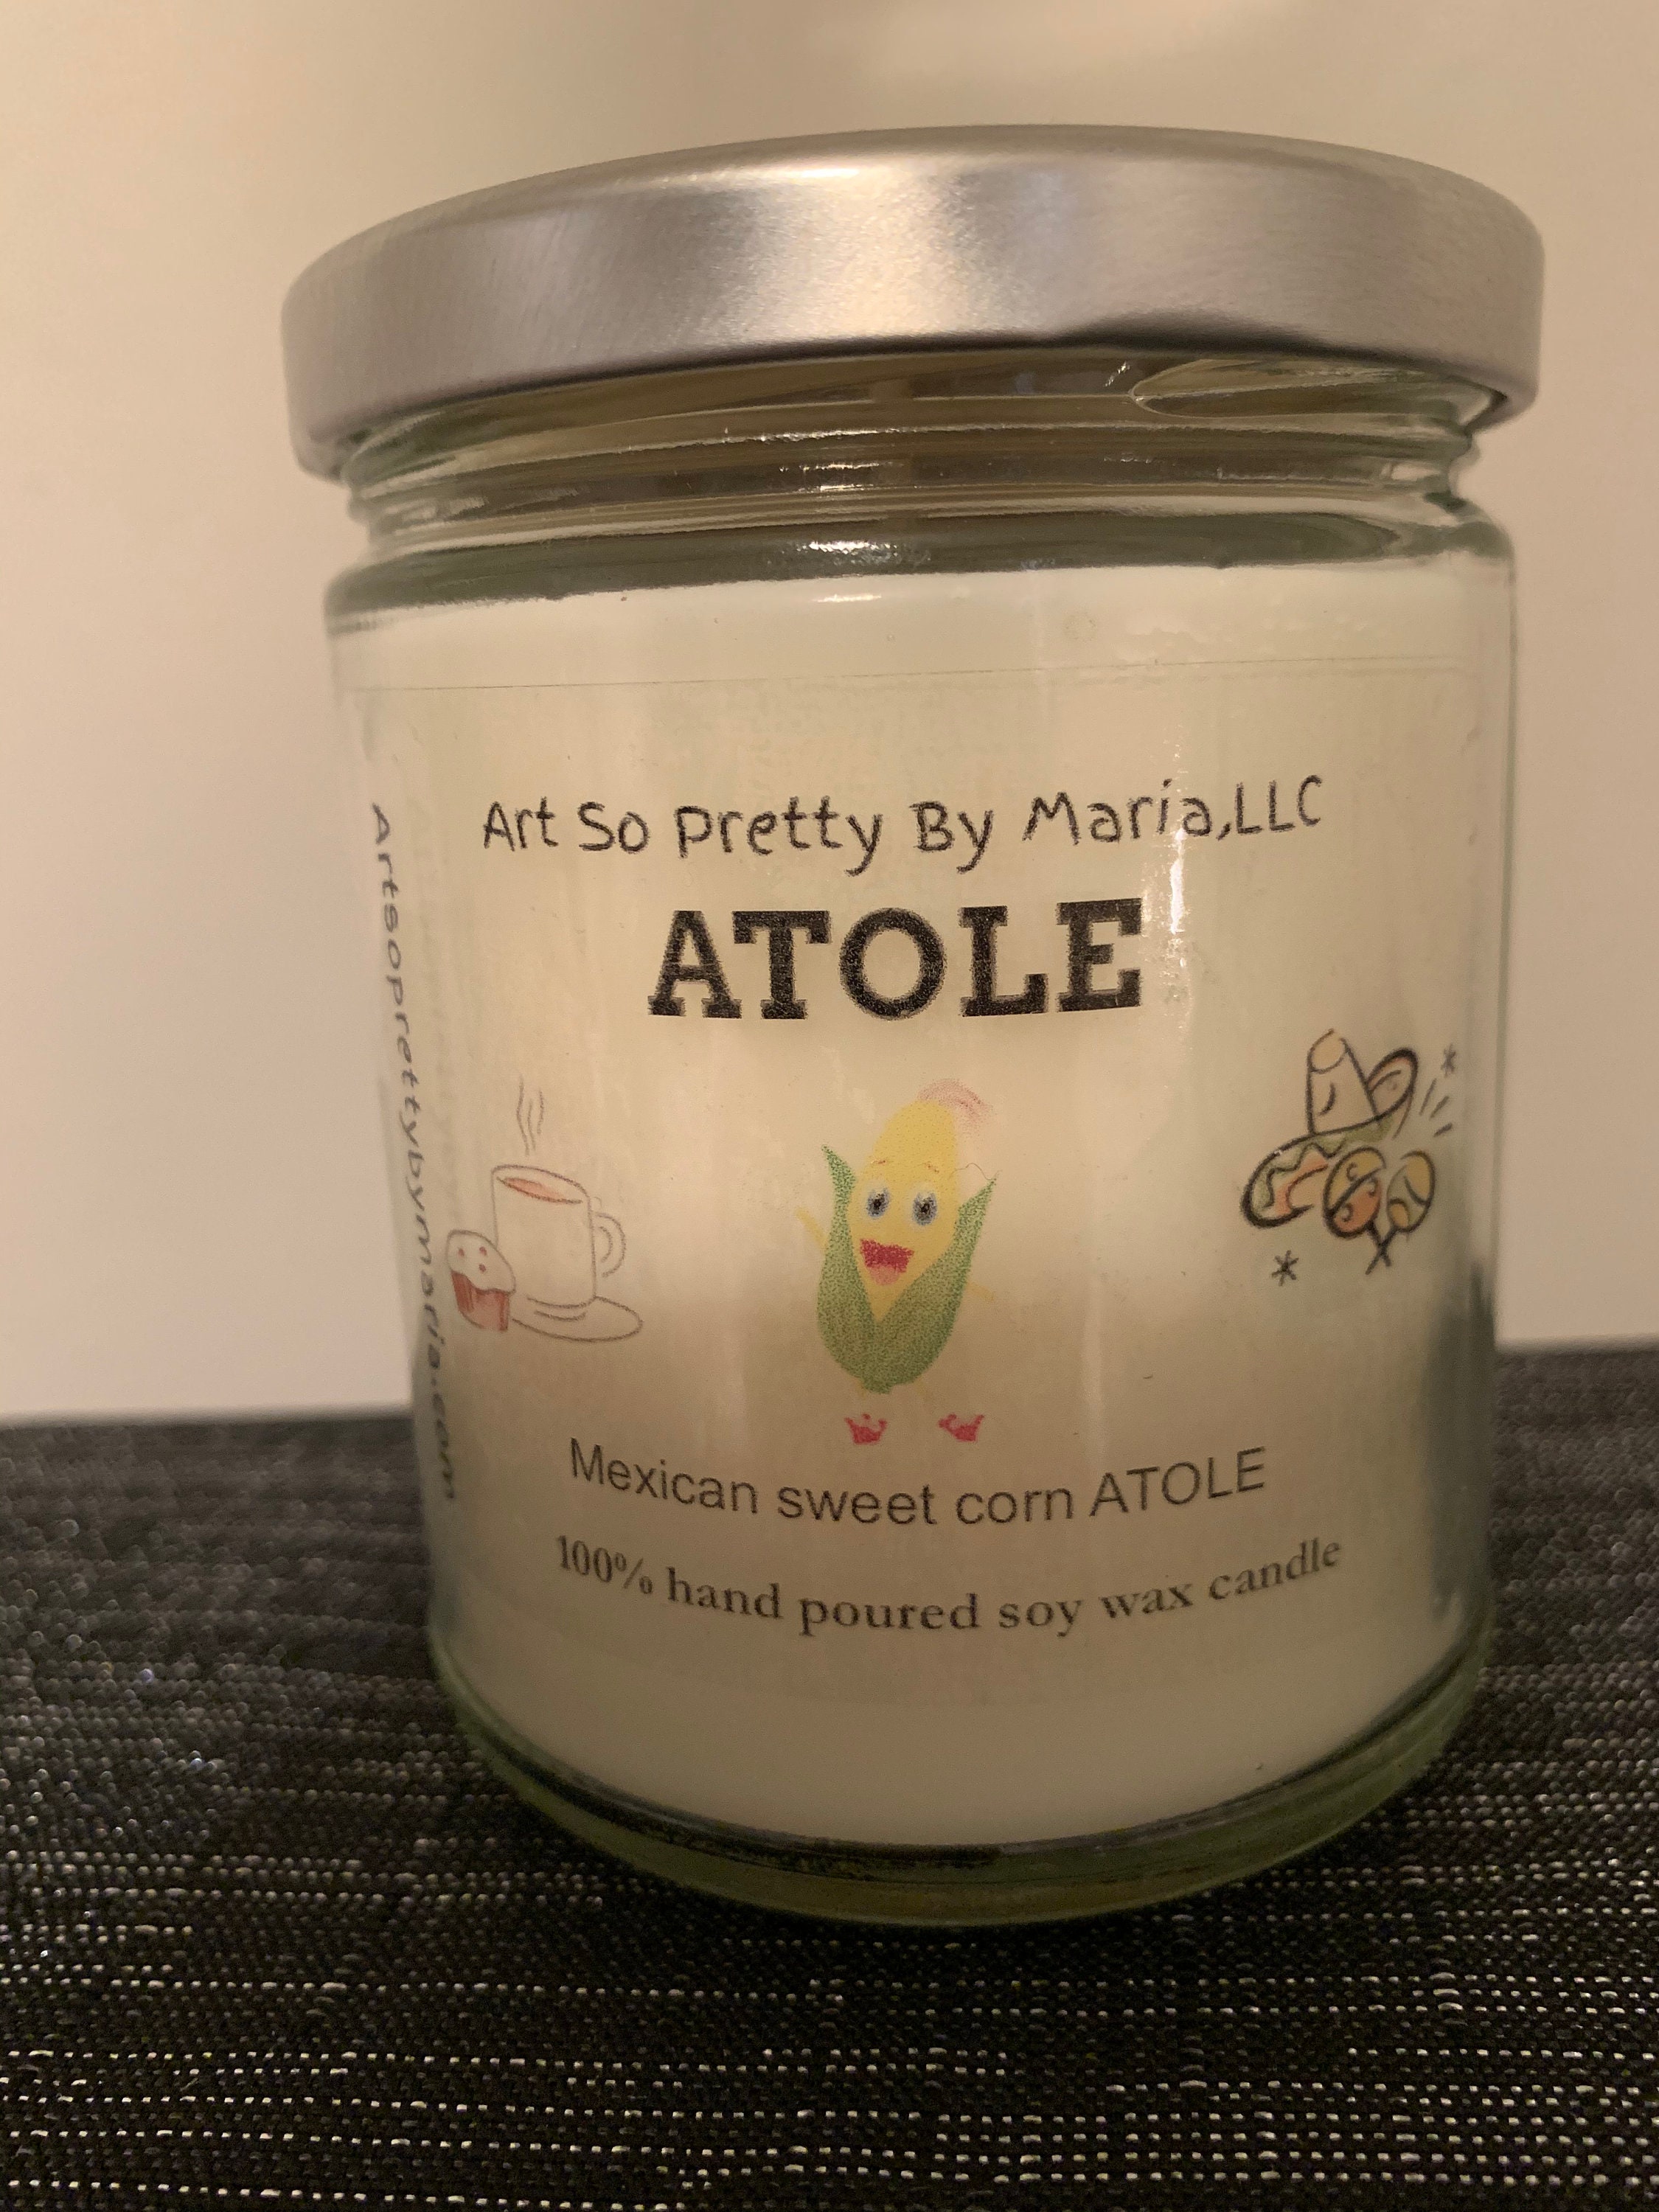 Art So Pretty By Maria,LLC
ATOLE
Mexican sweet corn ATOLE
100% hand poured soy wax candle
Artsoprettybymaria.com